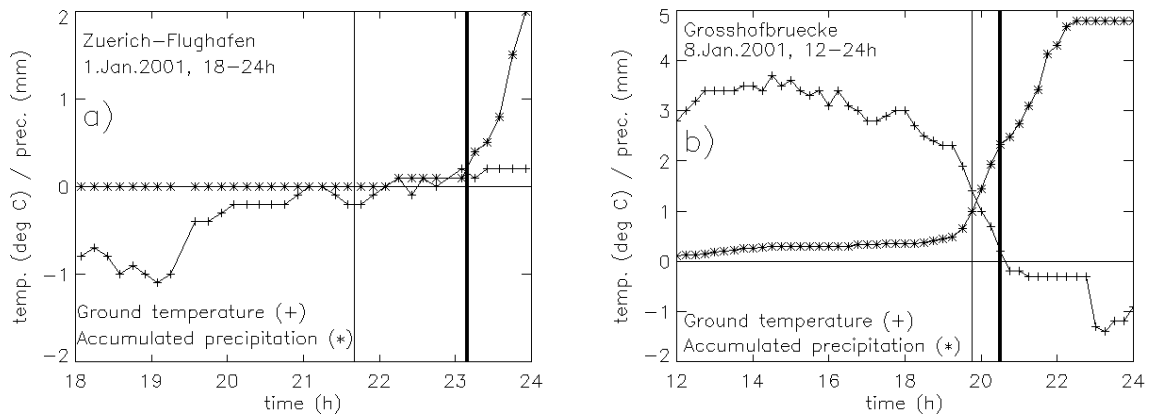 Zuerich-Flughafen
1.Jan.2001, 18-24h
a)
Ground temperature (+)
Accumulated precipitation (*)
temp. (deg C) / prec. (mm)
2
1
0
-1
-2
18 19 20 21 22 23 24
time (h)
Grosshofbruecke
8.Jan.2001, 12-24h
b)
Ground temperature (+)
Accumulated precipitation (*)
temp. (deg C) / prec. (mm)
5
4
3
2
1
0
-1
-2
12 14 16 18 20 22 24
time (h)